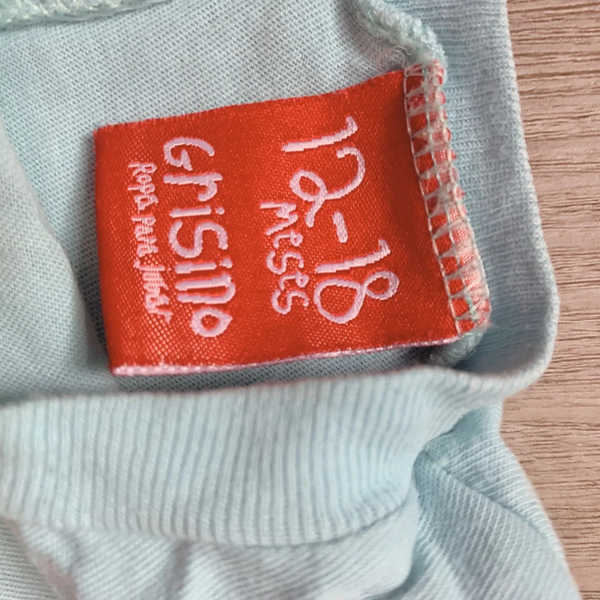 12-18
meses
Grisino
Ropa para jugar